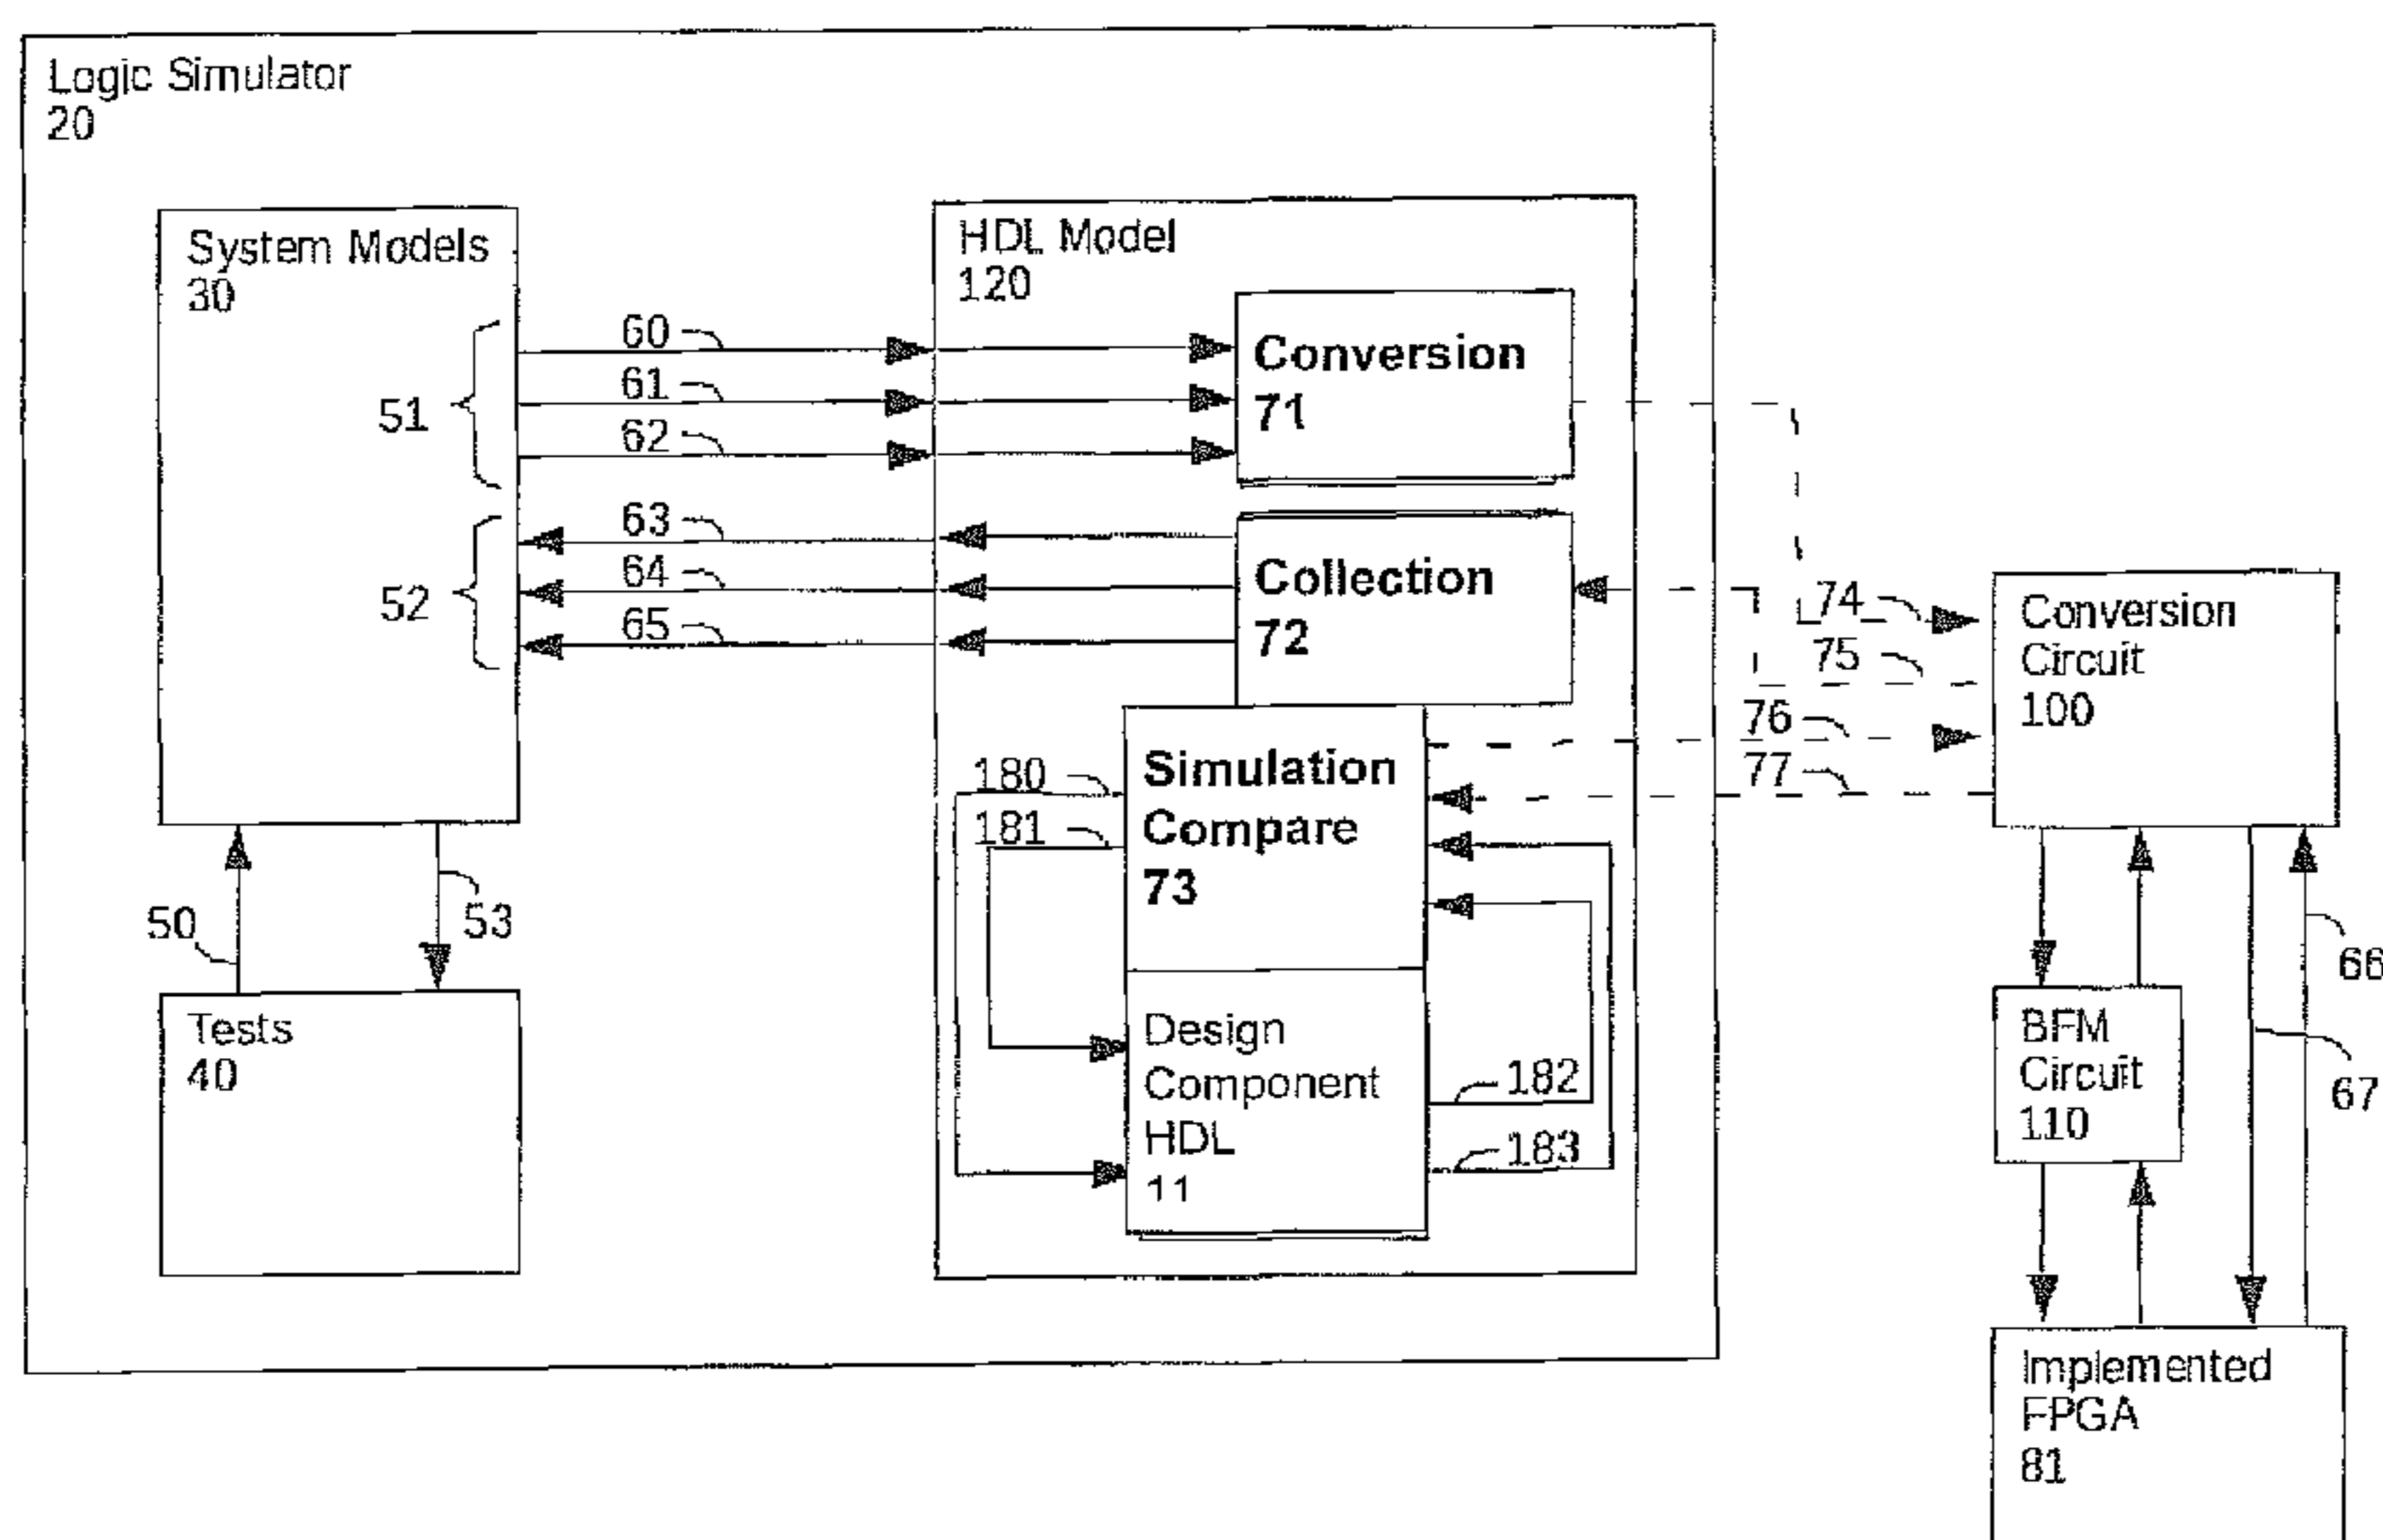 Logic Simulator
20
System Models
30
HDL Model
120
60
61
62
51
Conversion
71
63
64
65
52
Collection
72
74
75
76
77
Conversion
Circuit
100
180
181
Simulation
Compare
73
50
53
Tests
40
Design
Component
HDL
11
182
183
BFM
Circuit
110
66
67
Implemented
FPGA
81